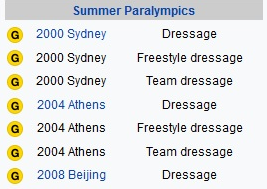 Summer Paralympics
G 2000 Sydney Dressage
G 2000 Sydney Freestyle dressage
G 2000 Sydney Team dressage
G 2004 Athens Dressage
G 2004 Athens Freestyle dressage
G 2004 Athens Team dressage
G 2008 Beijing Dressage